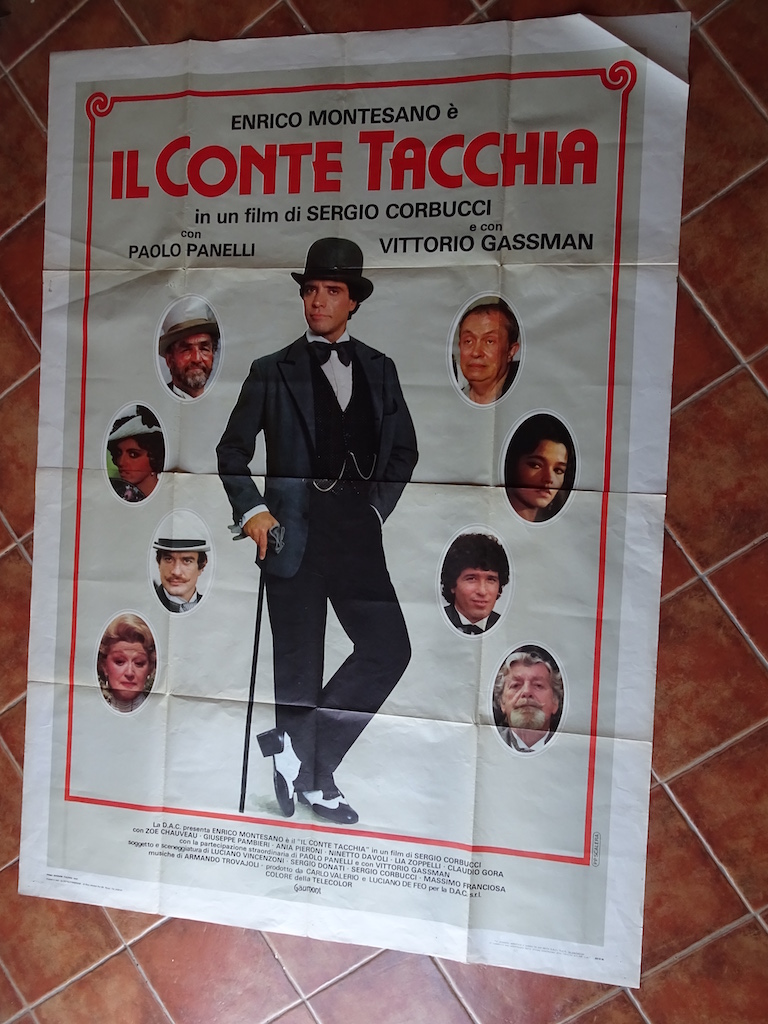 ENRICO MONTESANO è
IL CONTE TACCHIA
in un film di SERGIO CORBUCCI
con
PAOLO PANELLI
e con
VITTORIO GASSMAN
La D.A.C. presenta ENRICO MONTESANO è il "IL CONTE TACCHIA" in un film di SERGIO CORBUCCI
con ZOE CHAUVEAU · GIUSEPPE PAMBIERI · ANIA PIERONI · NINETTO DAVOLI · LIA ZOPPELLI · CLAUDIO GORA
con la partecipazione straordinaria di PAOLO PANELLI e con VITTORIO GASSMAN
soggetto e sceneggiatura di LUCIANO VINCENZONI · SERGIO DONATI · SERGIO CORBUCCI · MASSIMO FRANCIOSA
musiche di ARMANDO TROVAJOLI · prodotto da CARLO VALERIO e LUCIANO DE FEO per la D.A.C. s.r.l.
COLORE della TELECOLOR
Gaumont